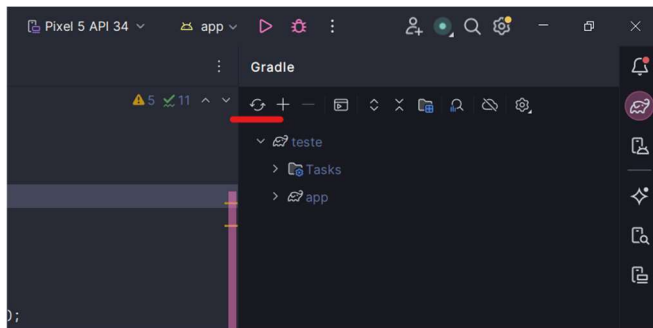 Pixel 5 API 34 app
Gradle
5 11
teste
Tasks
app
);